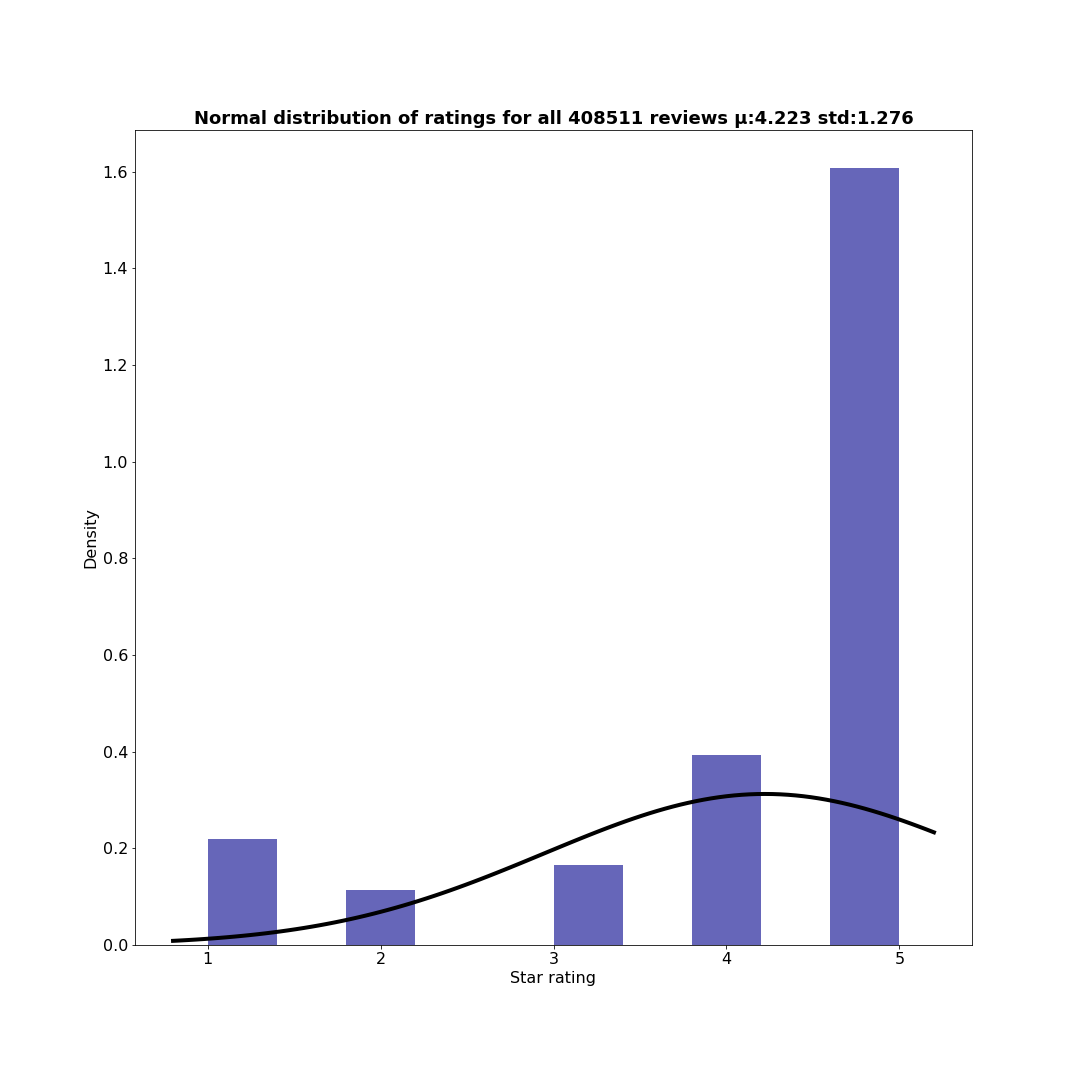 Normal distribution of ratings for all 408511 reviews μ:4.223 std:1.276
1.6
1.4
1.2
1.0
0.8
0.6
0.4
0.2
0.0
Density
1 2 3 4 5
Star rating